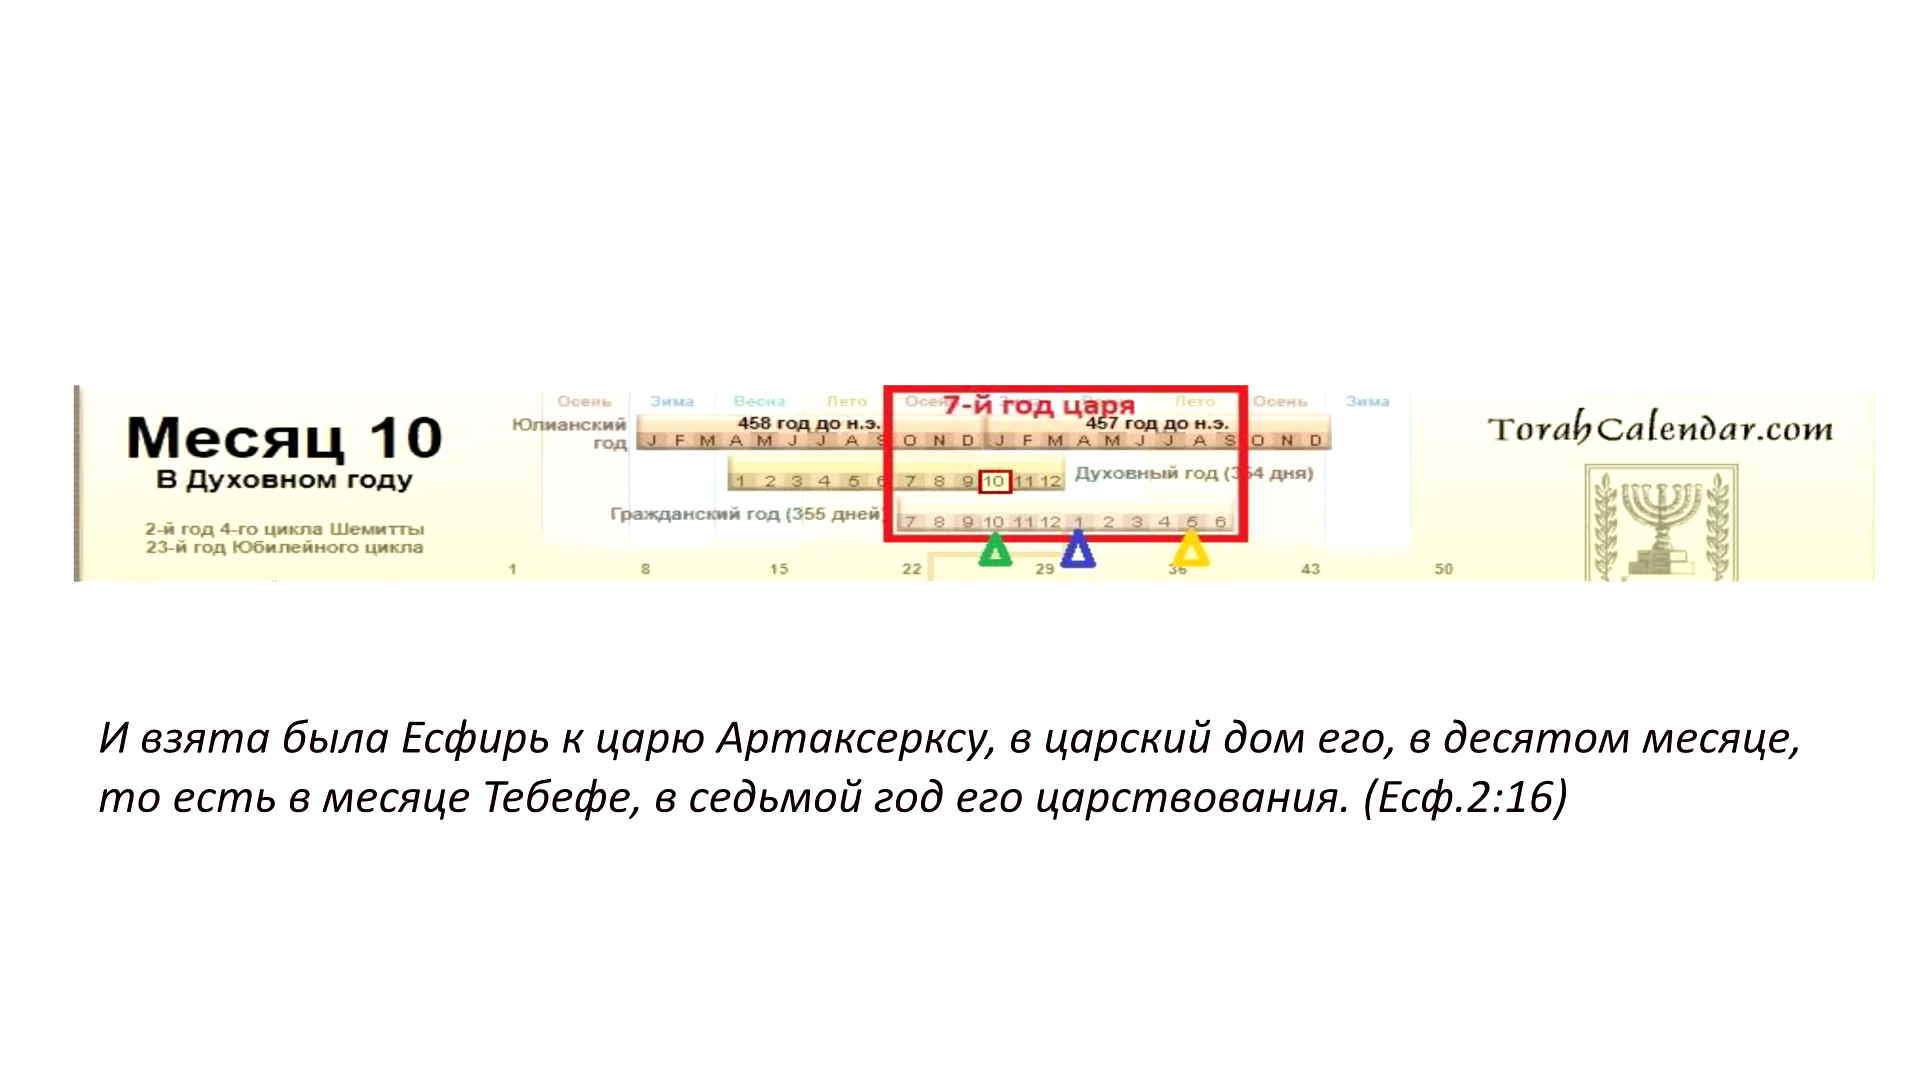 Осень Зима Весна Лето Осень Лето Осень Зима
7-й год царя
Месяц 10
В Духовном году
2-й год 4-го цикла Шемитты
23-й год Юбилейного цикла
Юлианский год
458 год до н.э. 457 год до н.э.
J F M A M J J A S O N D J F M A M J J A S O N D
1 2 3 4 5 6 7 8 9 10 11 12 Духовный год (354 дня)
Гражданский год (355 дней)
7 8 9 10 11 12 1 2 3 4 5 6
1 8 15 22 29 36 43 50
TorahCalendar.com
И взята была Есфирь к царю Артаксерксу, в царский дом его, в десятом месяце,
то есть в месяце Тебефе, в седьмой год его царствования. (Есф.2:16)